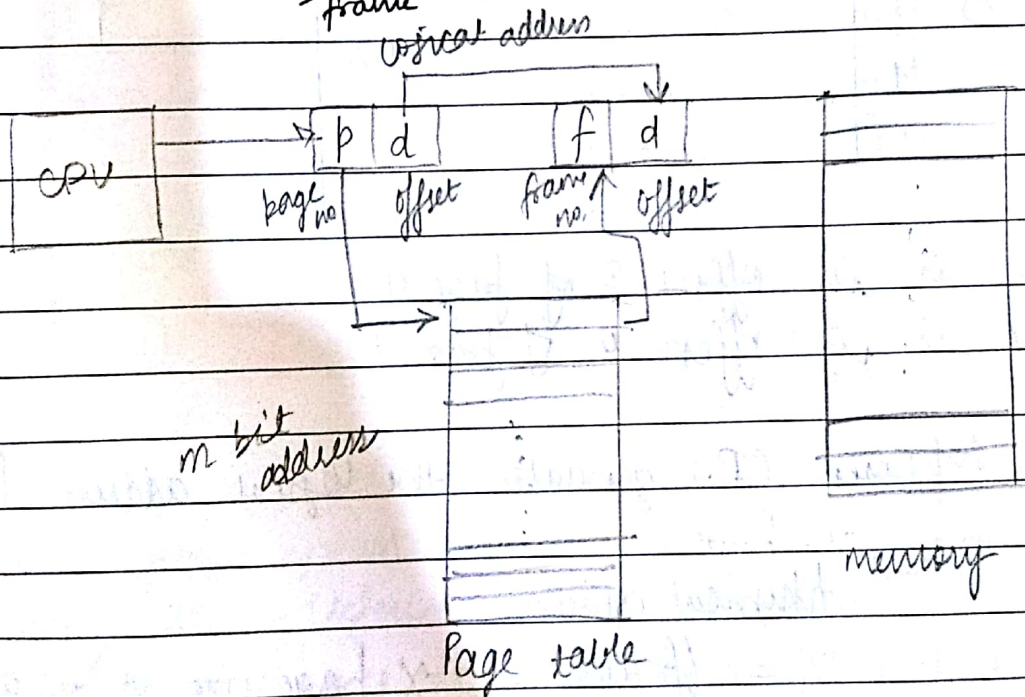 frame
logical address
CPU
p d
f d
page no
offset
frame no.
offset
m bit address
memory
Page table